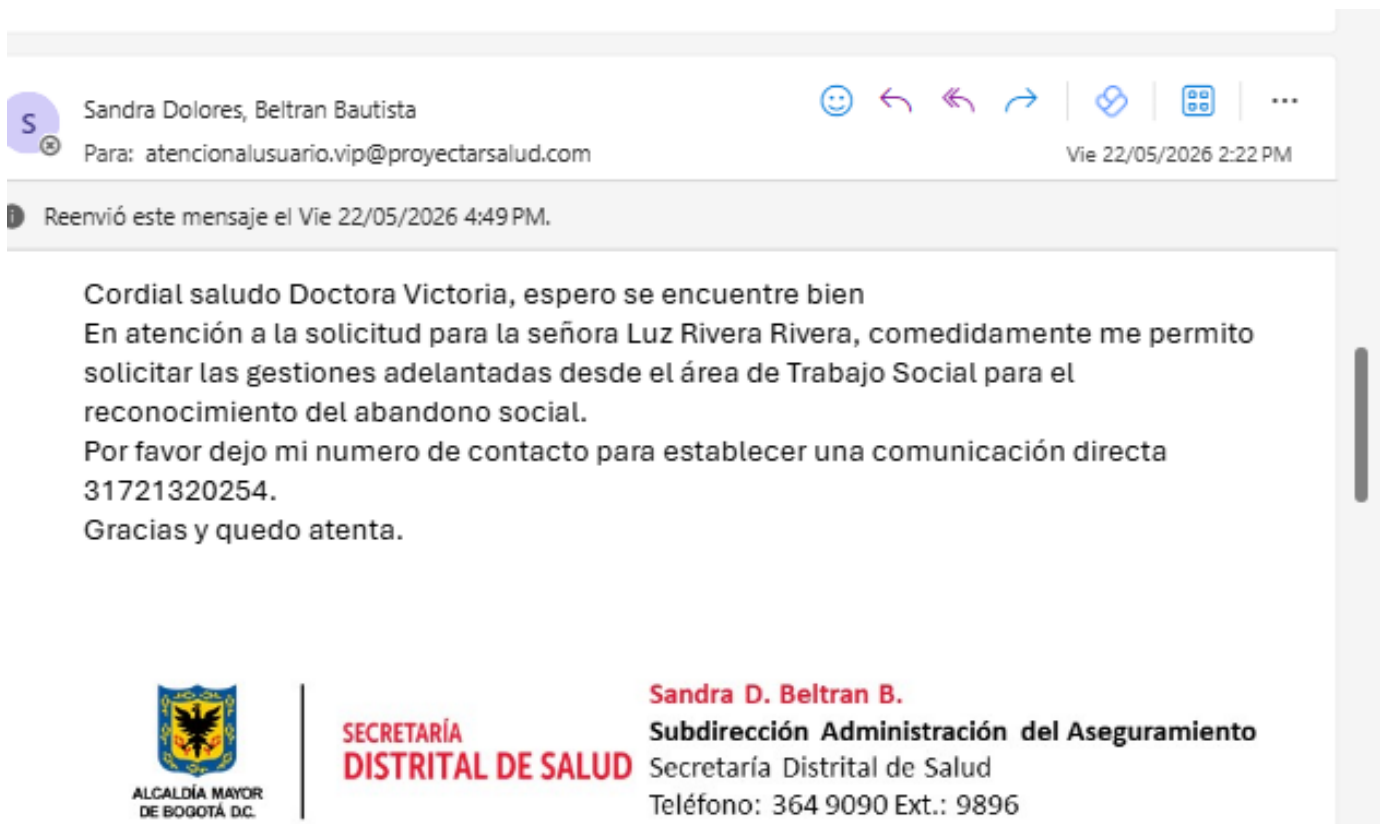 S
Sandra Dolores, Beltran Bautista
Para: atencionalusuario.vip@proyectarsalud.com
Vie 22/05/2026 2:22 PM
Reenvió este mensaje el Vie 22/05/2026 4:49 PM.
Cordial saludo Doctora Victoria, espero se encuentre bien
En atención a la solicitud para la señora Luz Rivera Rivera, comedidamente me permito
solicitar las gestiones adelantadas desde el área de Trabajo Social para el
reconocimiento del abandono social.
Por favor dejo mi numero de contacto para establecer una comunicación directa
31721320254.
Gracias y quedo atenta.
ALCALDÍA MAYOR
DE BOGOTÁ D.C.
SECRETARÍA
DISTRITAL DE SALUD
Sandra D. Beltran B.
Subdirección Administración del Aseguramiento
Secretaría Distrital de Salud
Teléfono: 364 9090 Ext.: 9896